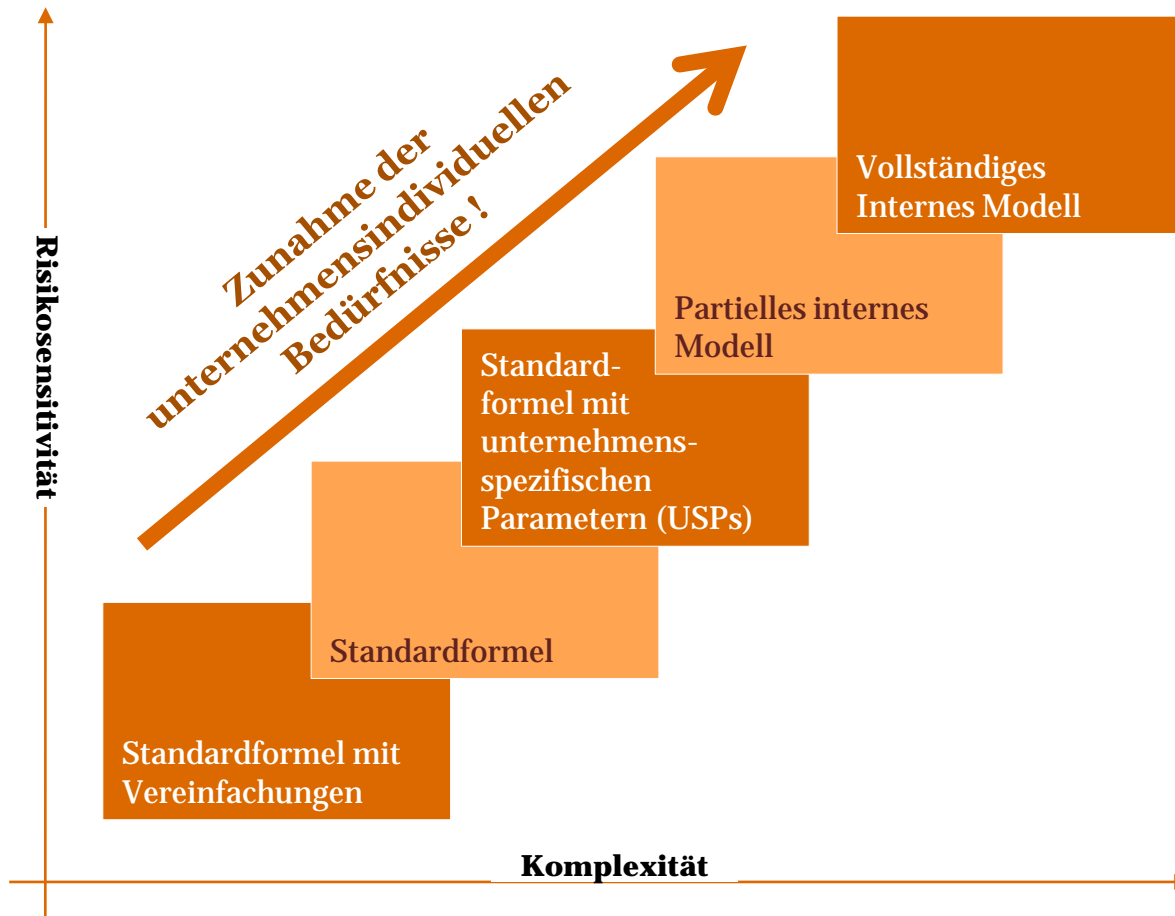 Zunahme der
unternehmensindividuellen
Bedürfnisse !
Risikosensitivität
Vollständiges
Internes Modell
Partielles internes
Modell
Standard-
formel mit
unternehmens-
spezifischen
Parametern (USPs)
Standardformel
Standardformel mit
Vereinfachungen
Komplexität